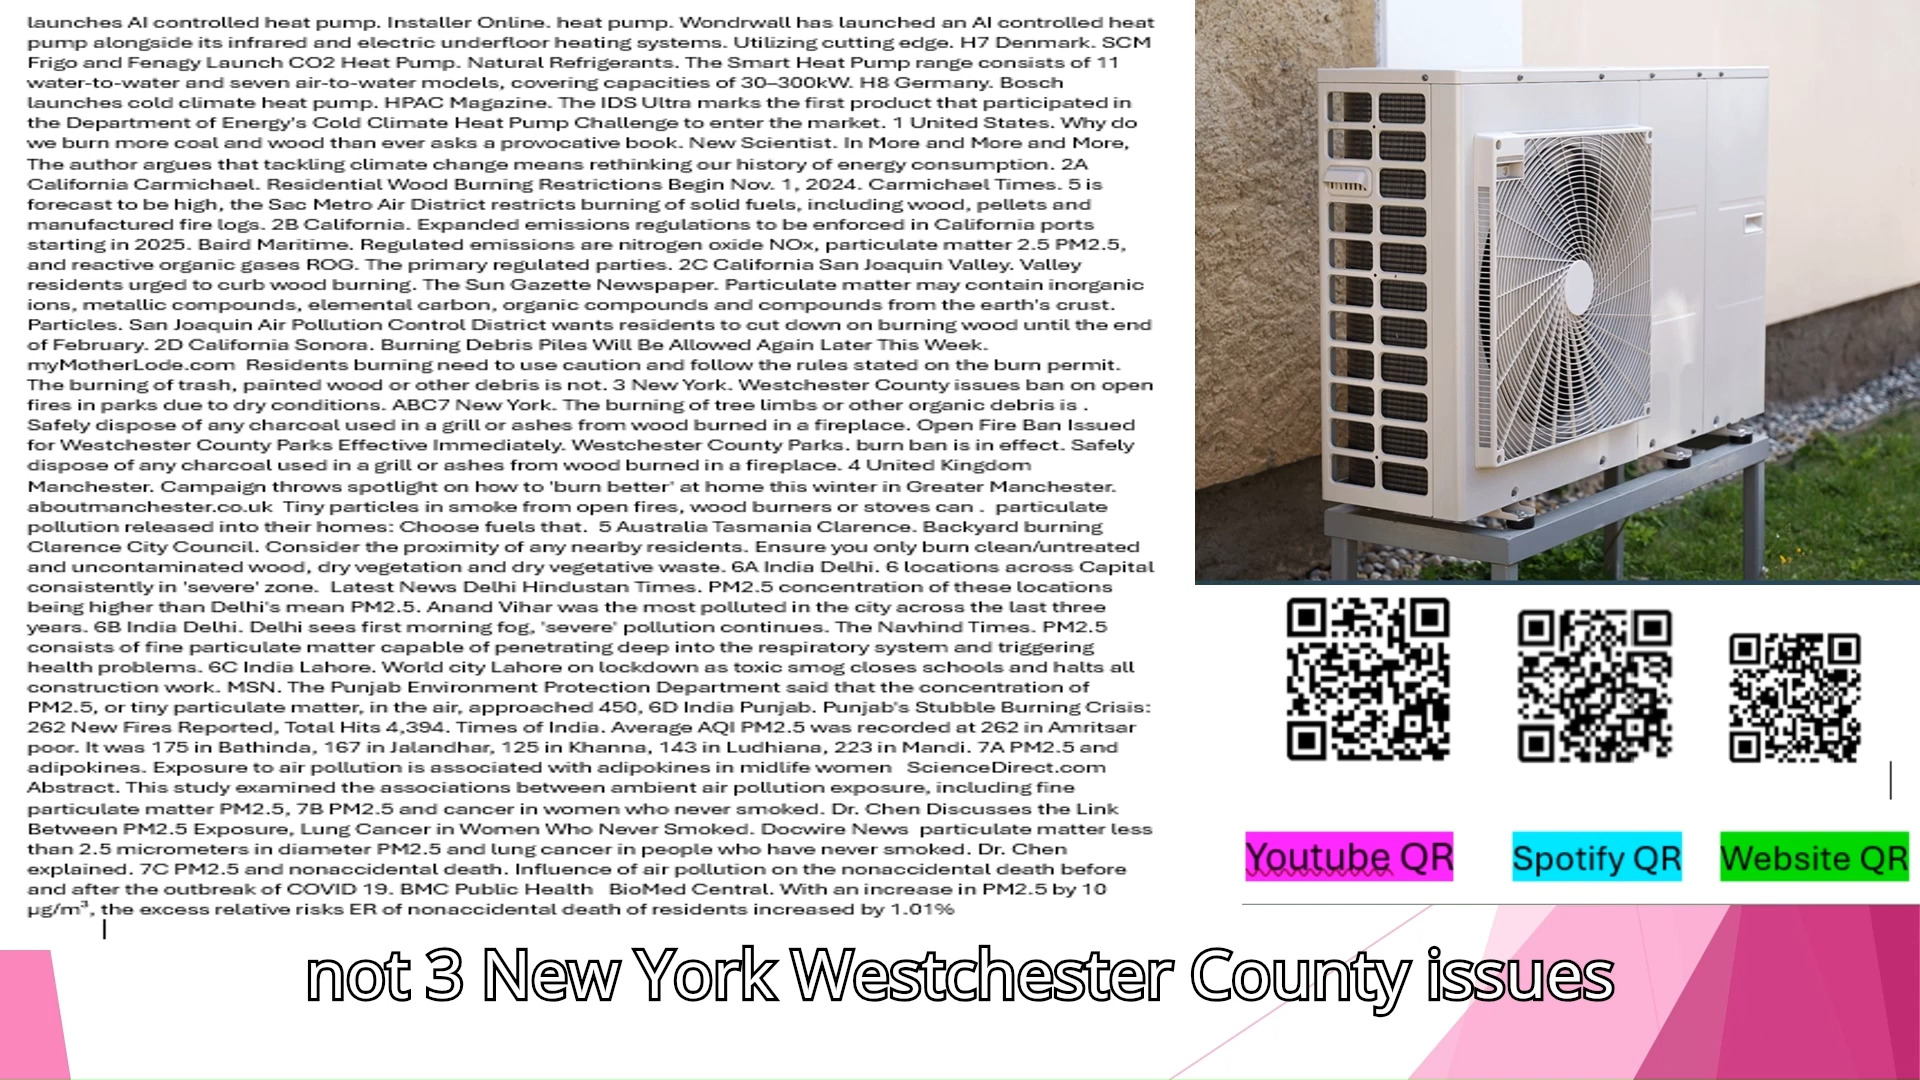 launches AI controlled heat pump. Installer Online. heat pump. Wondrwall has launched an AI controlled heat
pump alongside its infrared and electric underfloor heating systems. Utilizing cutting edge. H7 Denmark. SCM
Frigo and Fenagy Launch CO2 Heat Pump. Natural Refrigerants. The Smart Heat Pump range consists of 11
water-to-water and seven air-to-water models, covering capacities of 30–300kW. H8 Germany. Bosch
launches cold climate heat pump. HPAC Magazine. The IDS Ultra marks the first product that participated in
the Department of Energy's Cold Climate Heat Pump Challenge to enter the market. 1 United States. Why do
we burn more coal and wood than ever asks a provocative book. New Scientist. In More and More and More,
The author argues that tackling climate change means rethinking our history of energy consumption. 2A
California Carmichael. Residential Wood Burning Restrictions Begin Nov. 1, 2024. Carmichael Times. 5 is
forecast to be high, the Sac Metro Air District restricts burning of solid fuels, including wood, pellets and
manufactured fire logs. 2B California. Expanded emissions regulations to be enforced in California ports
starting in 2025. Baird Maritime. Regulated emissions are nitrogen oxide NOx, particulate matter 2.5 PM2.5,
and reactive organic gases ROG. The primary regulated parties. 2C California San Joaquin Valley. Valley
residents urged to curb wood burning. The Sun Gazette Newspaper. Particulate matter may contain inorganic
ions, metallic compounds, elemental carbon, organic compounds and compounds from the earth's crust.
Particles. San Joaquin Air Pollution Control District wants residents to cut down on burning wood until the end
of February. 2D California Sonora. Burning Debris Piles Will Be Allowed Again Later This Week.
myMotherLode.com Residents burning need to use caution and follow the rules stated on the burn permit.
The burning of trash, painted wood or other debris is not. 3 New York. Westchester County issues ban on open
fires in parks due to dry conditions. ABC7 New York. The burning of tree limbs or other organic debris is .
Safely dispose of any charcoal used in a grill or ashes from wood burned in a fireplace. Open Fire Ban Issued
for Westchester County Parks Effective Immediately. Westchester County Parks. burn ban is in effect. Safely
dispose of any charcoal used in a grill or ashes from wood burned in a fireplace. 4 United Kingdom
Manchester. Campaign throws spotlight on how to 'burn better' at home this winter in Greater Manchester.
aboutmanchester.co.uk Tiny particles in smoke from open fires, wood burners or stoves can . particulate
pollution released into their homes: Choose fuels that. 5 Australia Tasmania Clarence. Backyard burning
Clarence City Council. Consider the proximity of any nearby residents. Ensure you only burn clean/untreated
and uncontaminated wood, dry vegetation and dry vegetative waste. 6A India Delhi. 6 locations across Capital
consistently in 'severe' zone. Latest News Delhi Hindustan Times. PM2.5 concentration of these locations
being higher than Delhi's mean PM2.5. Anand Vihar was the most polluted in the city across the last three
years. 6B India Delhi. Delhi sees first morning fog, 'severe' pollution continues. The Navhind Times. PM2.5
consists of fine particulate matter capable of penetrating deep into the respiratory system and triggering
health problems. 6C India Lahore. World city Lahore on lockdown as toxic smog closes schools and halts all
construction work. MSN. The Punjab Environment Protection Department said that the concentration of
PM2.5, or tiny particulate matter, in the air, approached 450, 6D India Punjab. Punjab's Stubble Burning Crisis:
262 New Fires Reported, Total Hits 4,394. Times of India. Average AQI PM2.5 was recorded at 262 in Amritsar
poor. It was 175 in Bathinda, 167 in Jalandhar, 125 in Khanna, 143 in Ludhiana, 223 in Mandi. 7A PM2.5 and
adipokines. Exposure to air pollution is associated with adipokines in midlife women ScienceDirect.com
Abstract. This study examined the associations between ambient air pollution exposure, including fine
particulate matter PM2.5, 7B PM2.5 and cancer in women who never smoked. Dr. Chen Discusses the Link
Between PM2.5 Exposure, Lung Cancer in Women Who Never Smoked. Docwire News particulate matter less
than 2.5 micrometers in diameter PM2.5 and lung cancer in people who have never smoked. Dr. Chen
explained. 7C PM2.5 and nonaccidental death. Influence of air pollution on the nonaccidental death before
and after the outbreak of COVID 19. BMC Public Health BioMed Central. With an increase in PM2.5 by 10
µg/m³, the excess relative risks ER of nonaccidental death of residents increased by 1.01%
Youtube QR
Spotify QR
Website QR
not 3 New York Westchester County issues